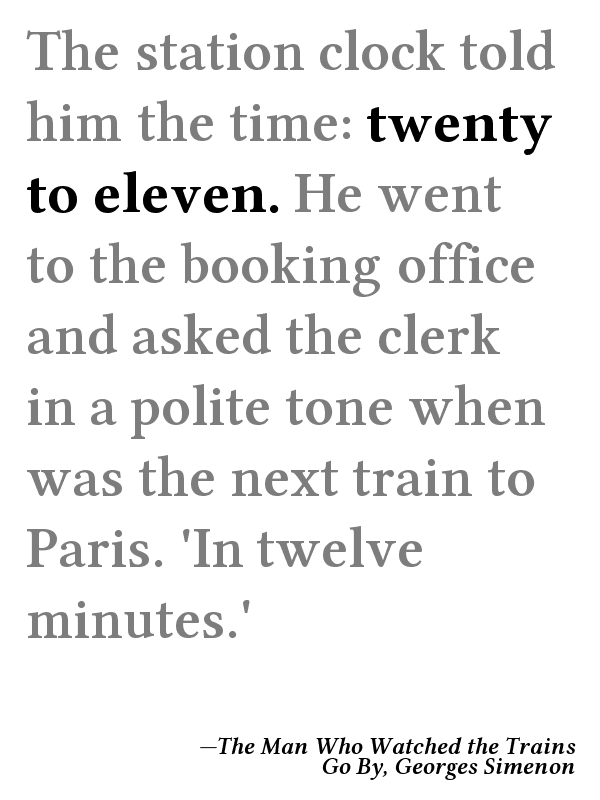 The station clock told
him the time: twenty
to eleven. He went
to the booking office
and asked the clerk
in a polite tone when
was the next train to
Paris. 'In twelve
minutes.'
—The Man Who Watched the Trains
Go By, Georges Simenon